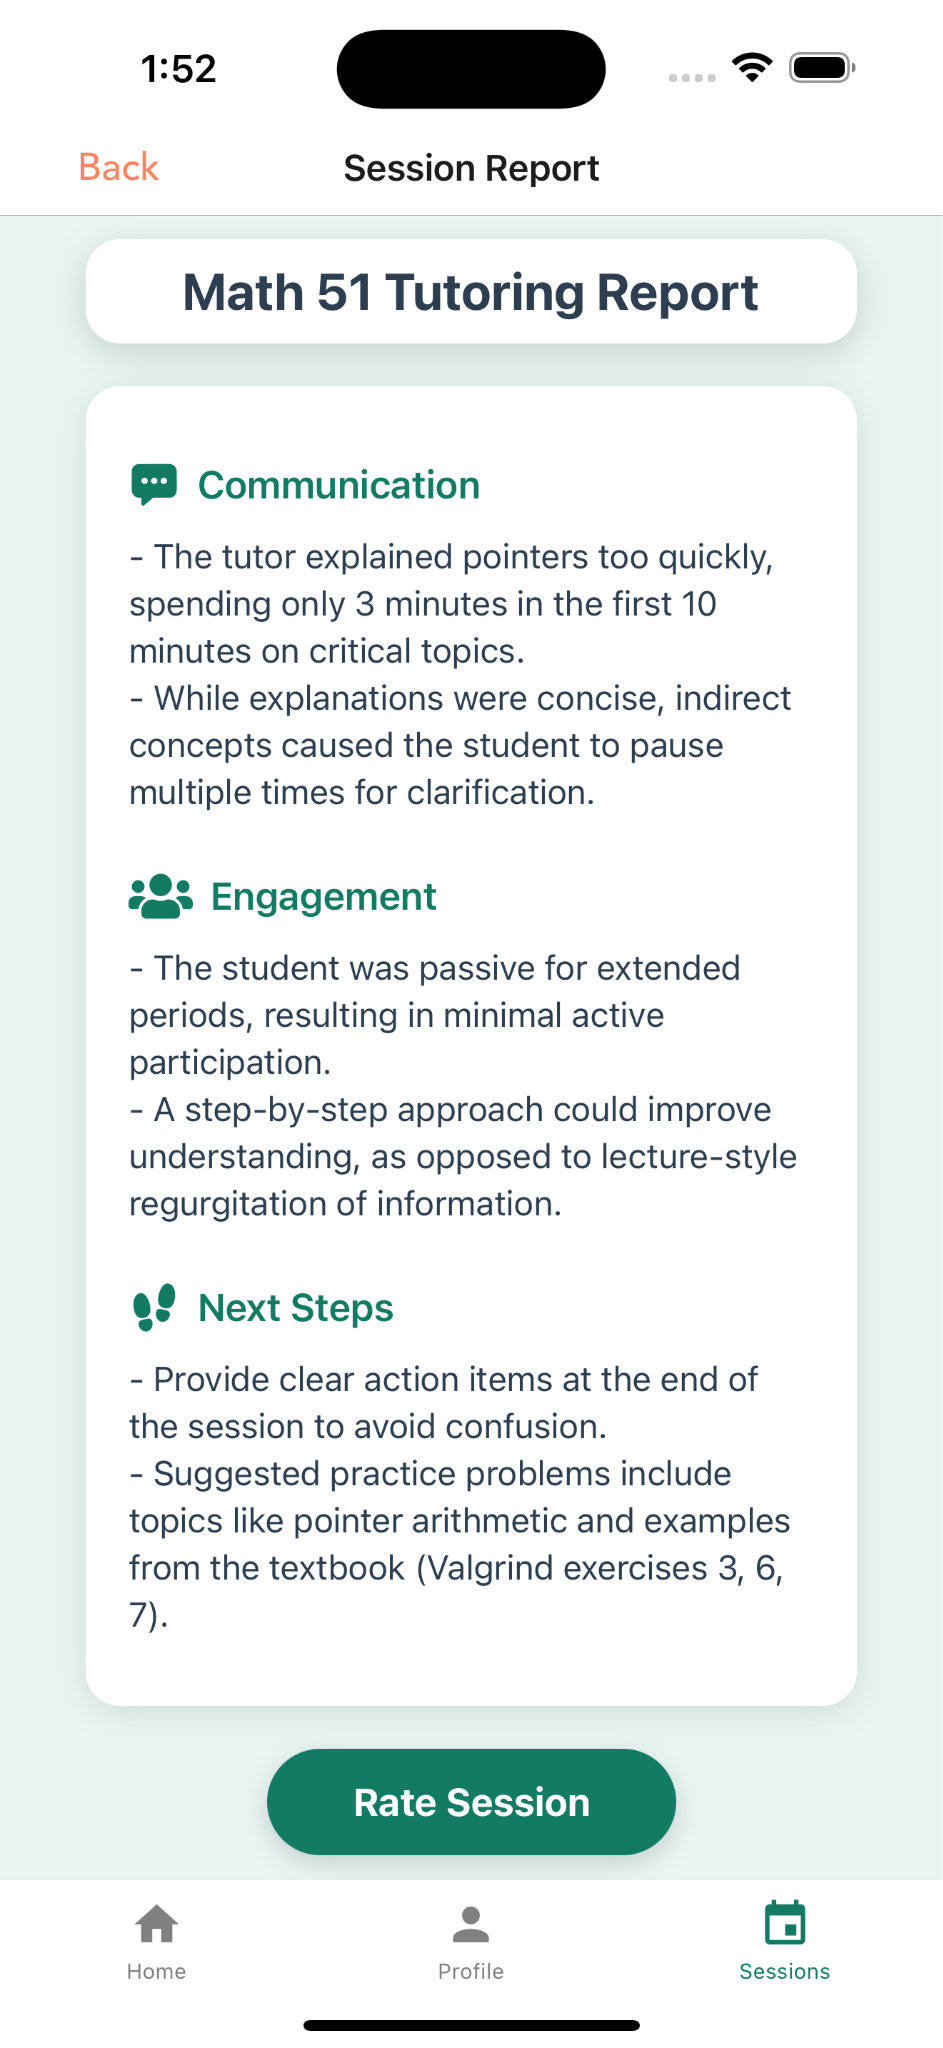 1:52
Back
Session Report
Math 51 Tutoring Report
Communication
- The tutor explained pointers too quickly,
spending only 3 minutes in the first 10
minutes on critical topics.
- While explanations were concise, indirect
concepts caused the student to pause
multiple times for clarification.
Engagement
- The student was passive for extended
periods, resulting in minimal active
participation.
- A step-by-step approach could improve
understanding, as opposed to lecture-style
regurgitation of information.
Next Steps
- Provide clear action items at the end of
the session to avoid confusion.
- Suggested practice problems include
topics like pointer arithmetic and examples
from the textbook (Valgrind exercises 3, 6,
7).
Rate Session
Home
Profile
Sessions